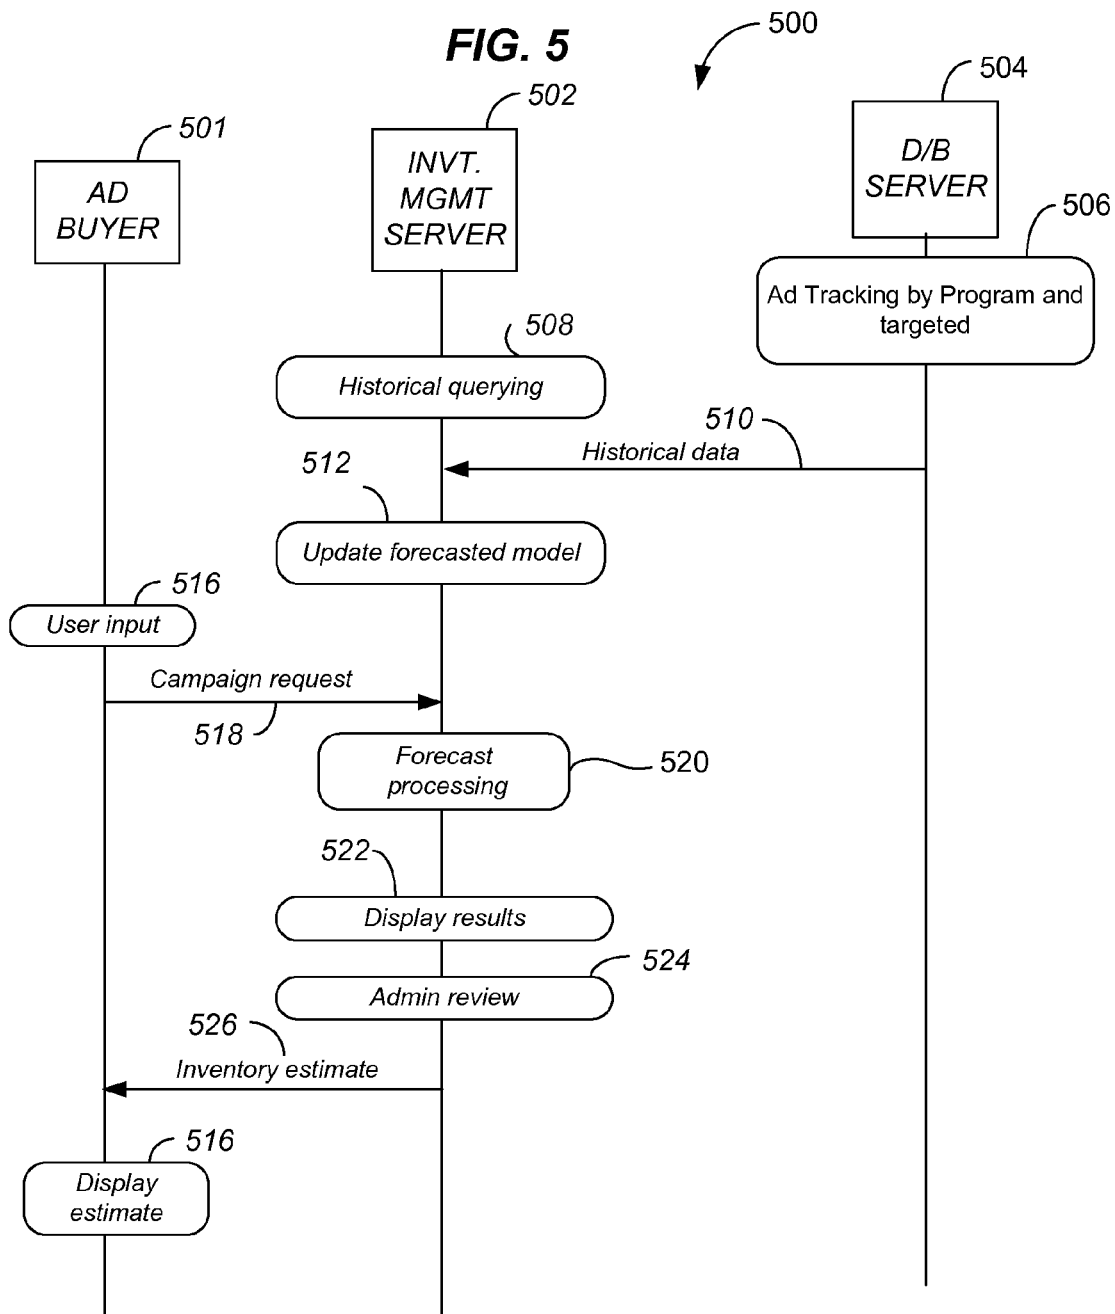 FIG. 5
500
504
502
501
D/B
SERVER
INVT.
MGMT
SERVER
AD
BUYER
506
Ad Tracking by Program and
targeted
508
Historical querying
510
Historical data
512
Update forecasted model
516
User input
Campaign request
518
Forecast
processing
520
522
Display results
524
Admin review
526
Inventory estimate
516
Display
estimate